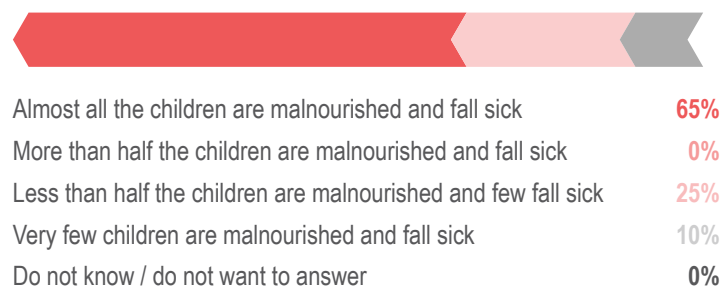 Almost all the children are malnourished and fall sick 65%
More than half the children are malnourished and fall sick 0%
Less than half the children are malnourished and few fall sick 25%
Very few children are malnourished and fall sick 10%
Do not know / do not want to answer 0%